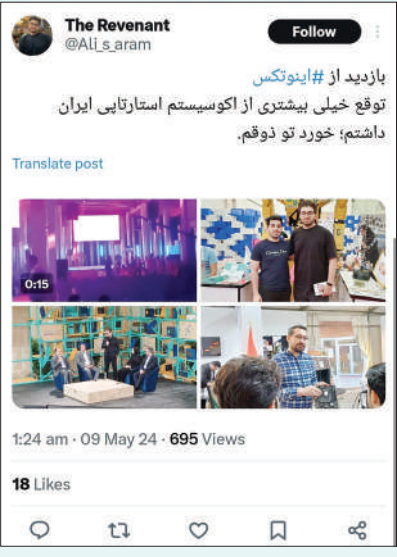 The Revenant
@Ali_s_aram
Follow
بازدید از #اینوتکس
توقع خیلی بیشتری از اکوسیستم استارتاپی ایران
داشتم؛ خورد تو ذوقم.
Translate post
0:15
1:24 am · 09 May 24 · 695 Views
18 Likes